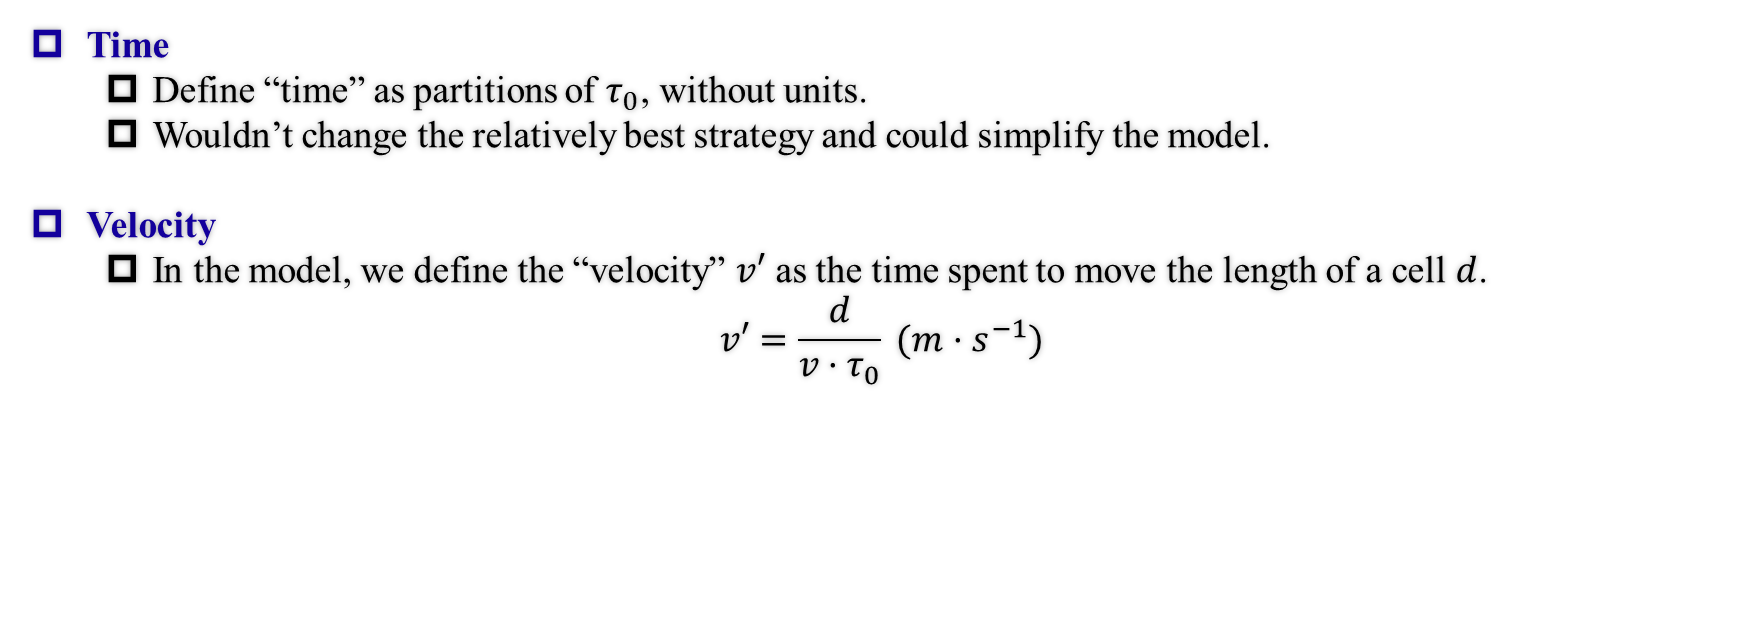 Time
Define “time” as partitions of τ₀, without units.
Wouldn’t change the relatively best strategy and could simplify the model.
Velocity
In the model, we define the “velocity” v′ as the time spent to move the length of a cell d.
v′ = d / (v · τ₀) (m · s⁻¹)